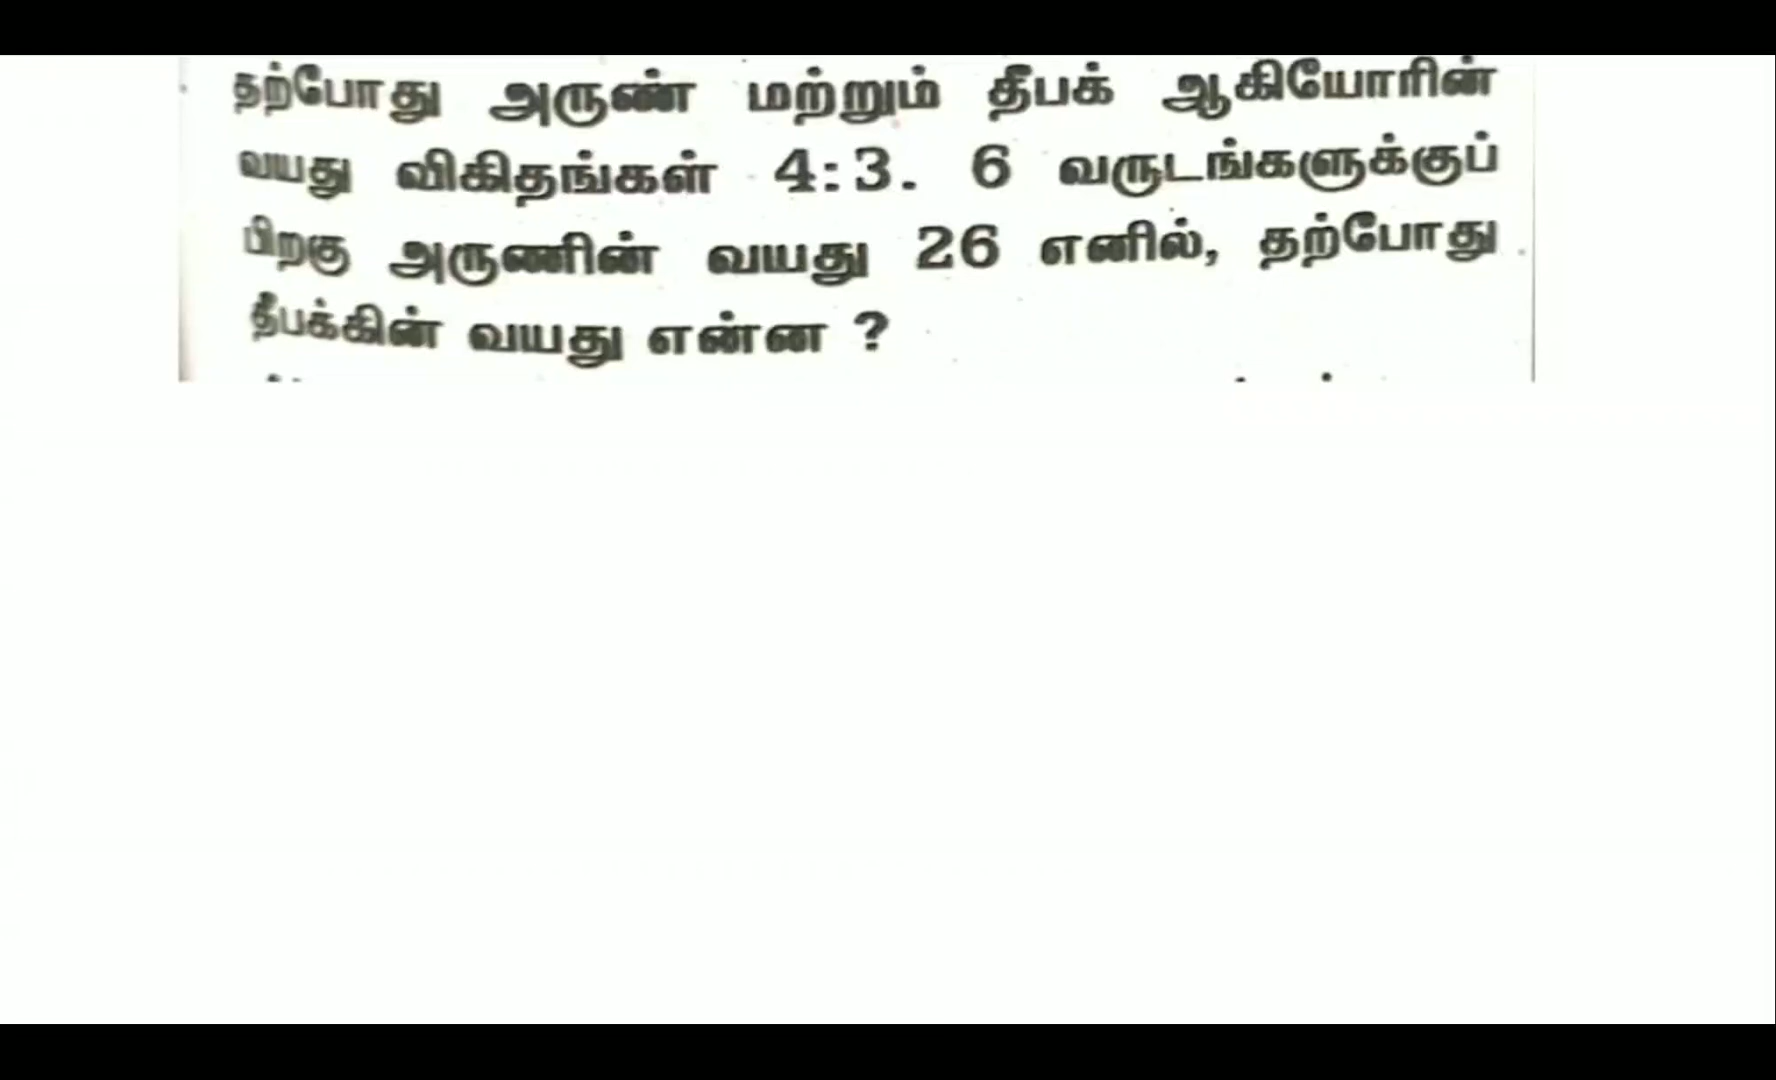 தற்போது அருண் மற்றும் தீபக் ஆகியோரின்
வயது விகிதங்கள் 4:3. 6 வருடங்களுக்குப்
பிறகு அருணின் வயது 26 எனில், தற்போது
தீபக்கின் வயது என்ன ?